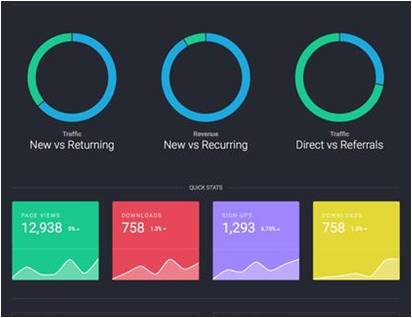 Traffic
New vs Returning
Revenue
New vs Recurring
Traffic
Direct vs Referrals
QUICK STATS
PAGE VIEWS
12,938 5%
DOWNLOADS
758 1.3%
SIGN-UPS
1,293 6.75%
DOWNLOADS
758 1.3%